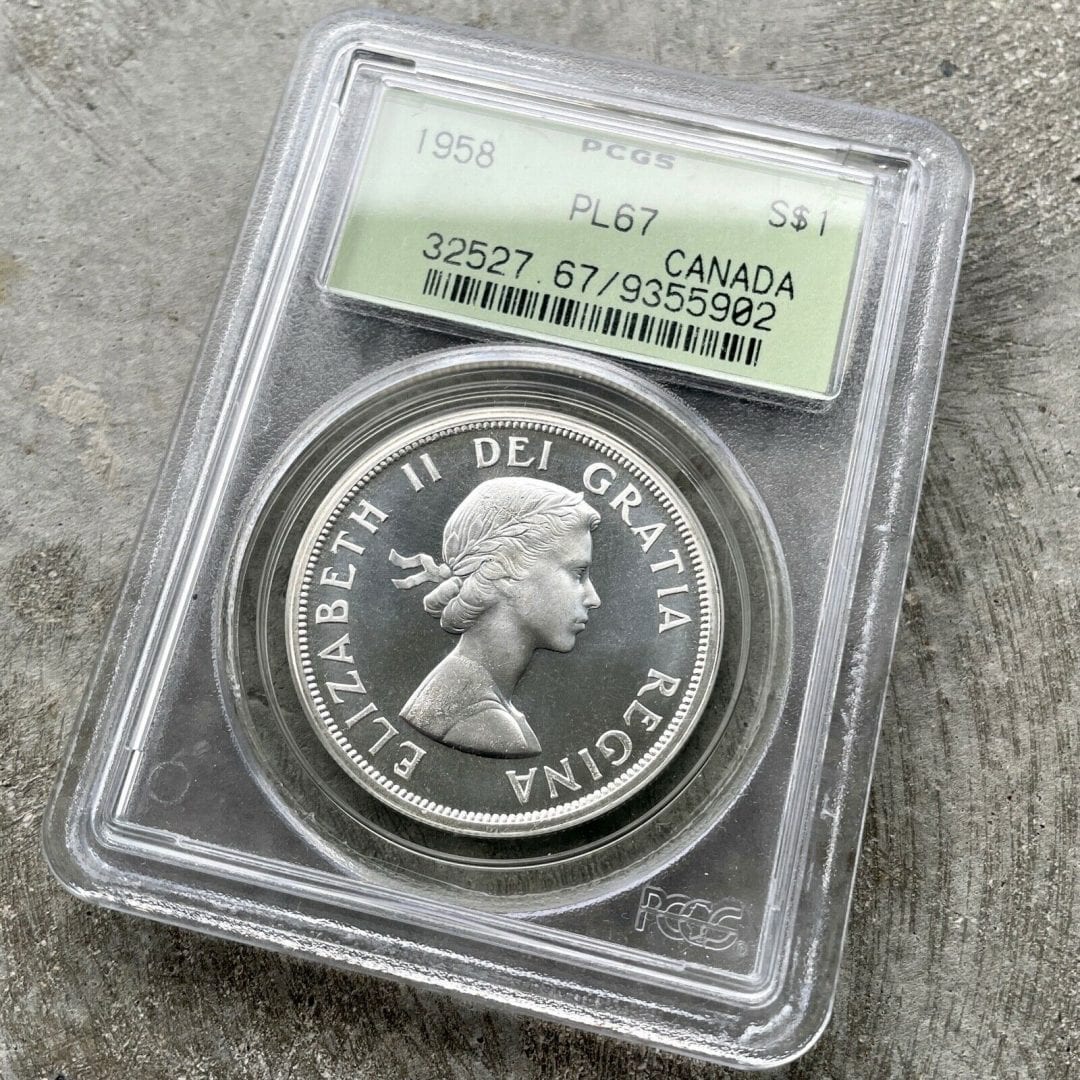 1958 PCGS
PL67 S$1
CANADA
32527.67/9355902
ELIZABETH II DEI GRATIA REGINA
PCGS